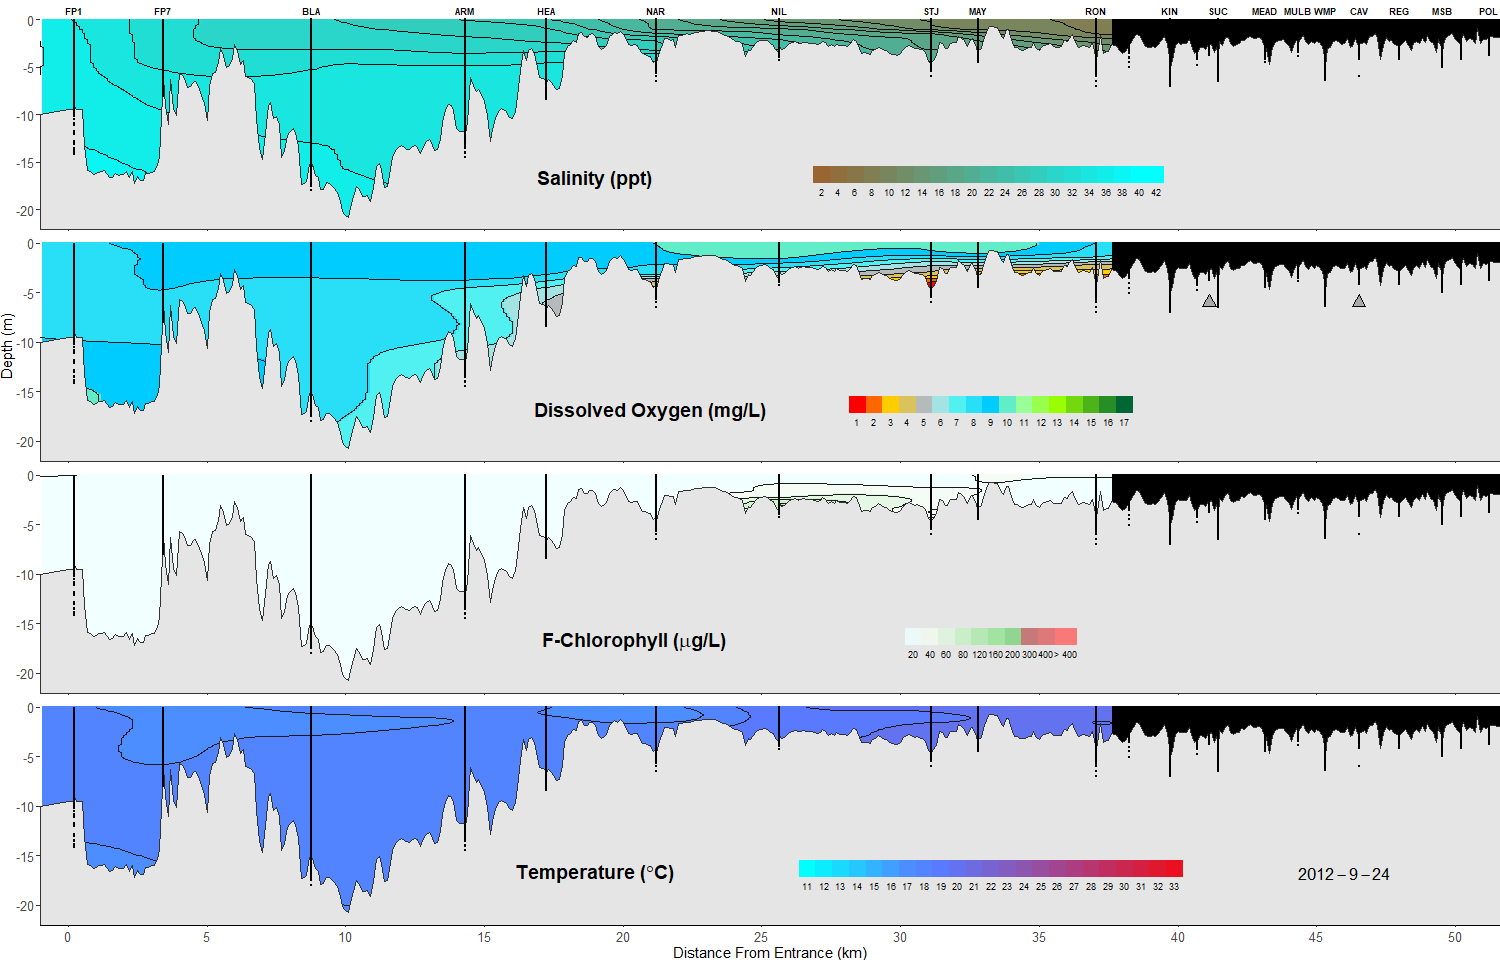 FP1 FP7 BLA ARM HEA NAR NIL STJ MAY RON KIN SUC MEAD MULB WMP CAV REG MSB POL
0
-5
-10
-15
-20
Salinity (ppt)
2 4 6 8 10 12 14 16 18 20 22 24 26 28 30 32 34 36 38 40 42
0
-5
-10
-15
-20
Dissolved Oxygen (mg/L)
1 2 3 4 5 6 7 8 9 10 11 12 13 14 15 16 17
Depth (m)
0
-5
-10
-15
-20
F-Chlorophyll (μg/L)
20 40 60 80 120 160 200 300 400 > 400
0
-5
-10
-15
-20
Temperature (°C)
11 12 13 14 15 16 17 18 19 20 21 22 23 24 25 26 27 28 29 30 31 32 33
2012 – 9 – 24
0 5 10 15 20 25 30 35 40 45 50
Distance From Entrance (km)